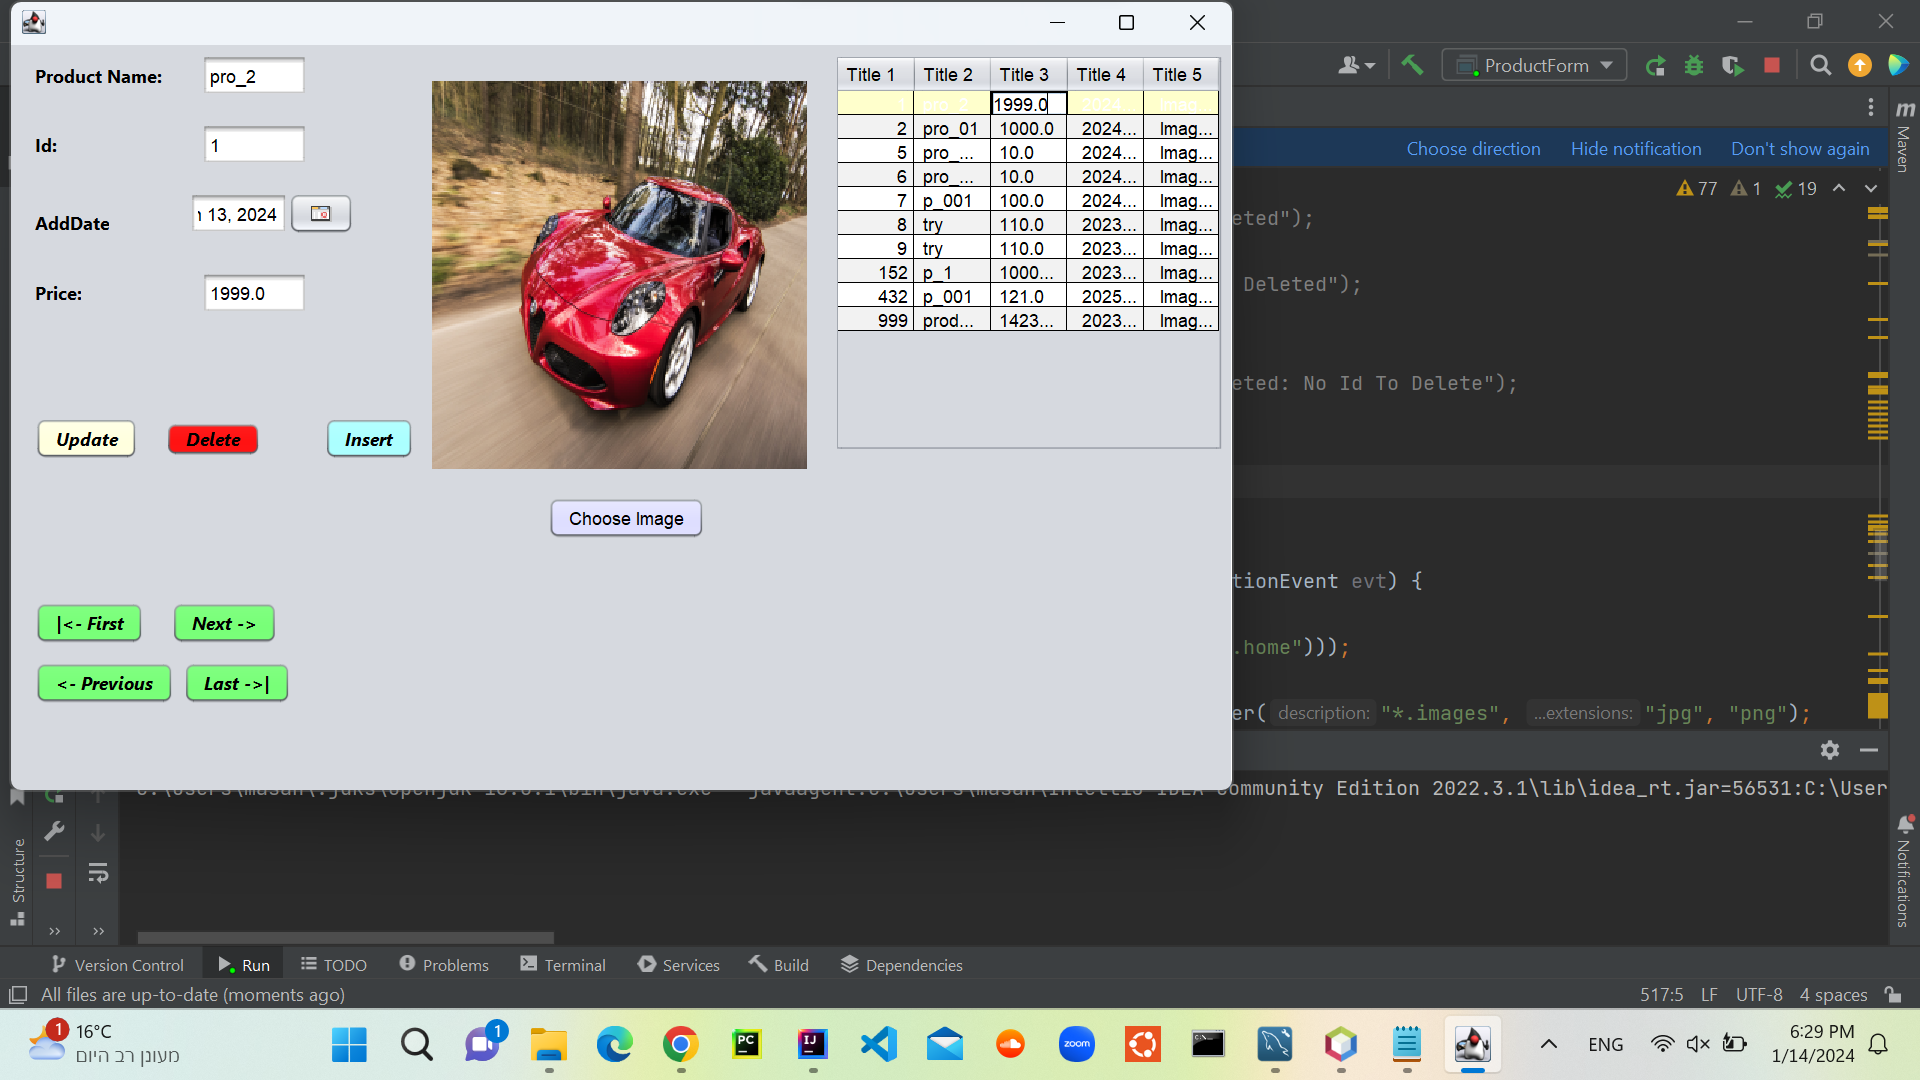 Product Name: pro_2
Id: 1
AddDate 13, 2024
Price: 1999.0
Update Delete Insert
Choose Image
|<- First Next ->
<- Previous Last ->|
Title 1 Title 2 Title 3 Title 4 Title 5
1 pro_2 1999.0 2024... Imag...
2 pro_01 1000.0 2024... Imag...
5 pro_... 10.0 2024... Imag...
6 pro_... 10.0 2024... Imag...
7 p_001 100.0 2024... Imag...
8 try 110.0 2023... Imag...
9 try 110.0 2023... Imag...
152 p_1 1000... 2023... Imag...
432 p_001 121.0 2025... Imag...
999 prod... 1423... 2023... Imag...
ProductForm
Choose direction Hide notification Don't show again
77 1 19
eted");
Deleted");
eted: No Id To Delete");
tionEvent evt) {
.home")));
er( description: "*.images", ...extensions: "jpg", "png");
m Maven
Community Edition 2022.3.1\lib\idea_rt.jar=56531:C:\User
Structure
Notifications
Version Control Run TODO Problems Terminal Services Build Dependencies
All files are up-to-date (moments ago)
517:5 LF UTF-8 4 spaces
1 16°C
מעונן רב היום
1
PC
IJ
zoom
ENG
6:29 PM
1/14/2024